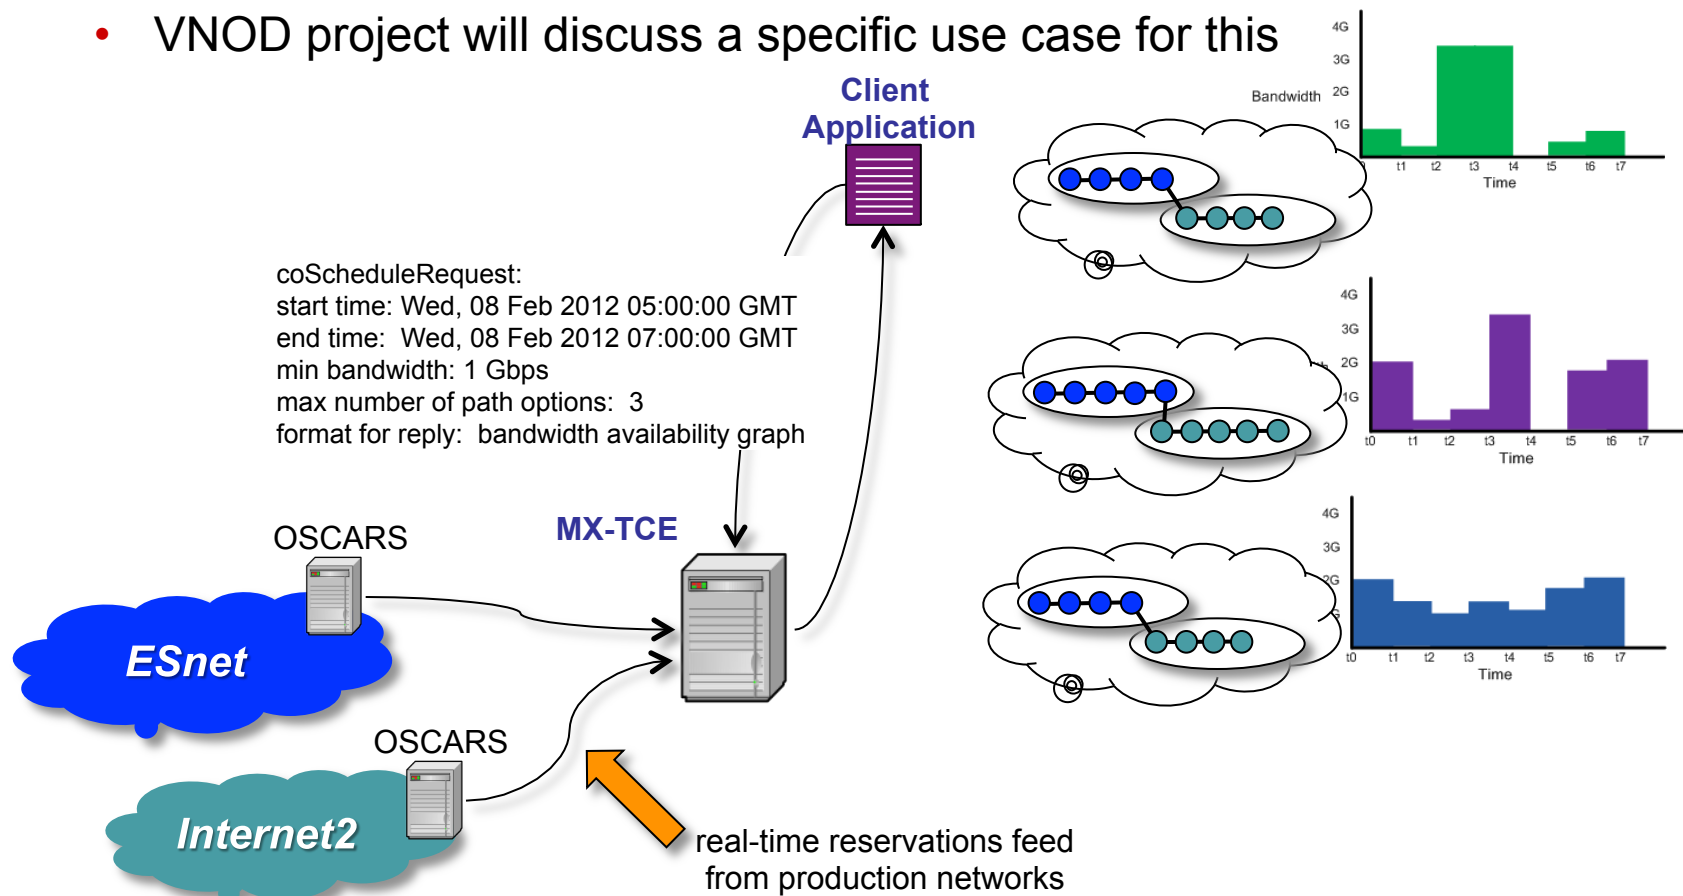 • VNOD project will discuss a specific use case for this
Client
Application
coScheduleRequest:
start time: Wed, 08 Feb 2012 05:00:00 GMT
end time:  Wed, 08 Feb 2012 07:00:00 GMT
min bandwidth: 1 Gbps
max number of path options:  3
format for reply:  bandwidth availability graph
MX-TCE
OSCARS
ESnet
OSCARS
Internet2
real-time reservations feed
from production networks
4G
3G
Bandwidth 2G
1G
t1 t2 t3 t4 t5 t6 t7
Time
4G
3G
2G
1G
t0 t1 t2 t3 t4 t5 t6 t7
Time
4G
3G
2G
t0 t1 t2 t3 t4 t5 t6 t7
Time